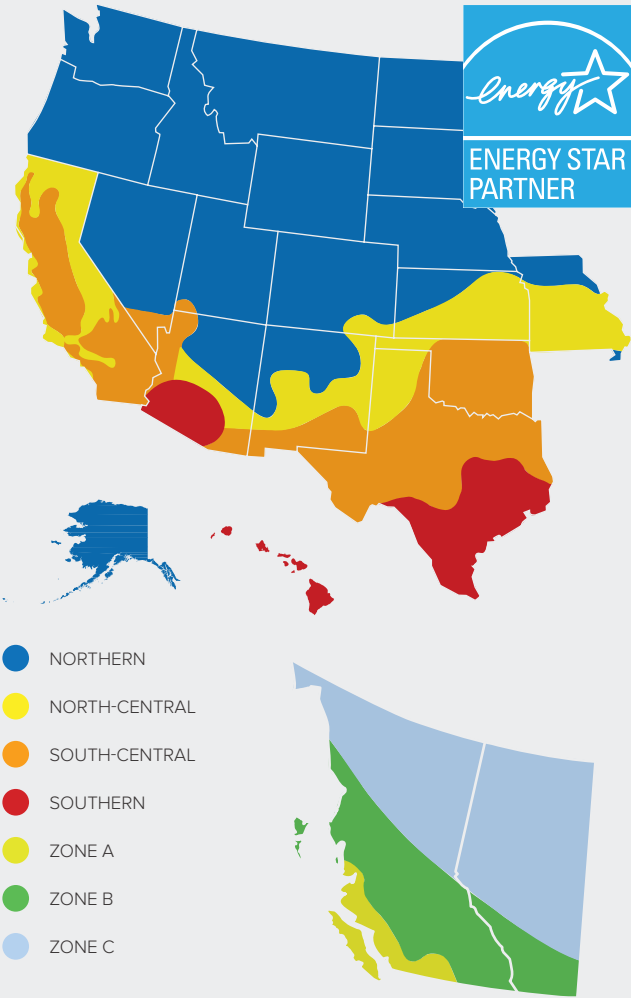 energy
ENERGY STAR
PARTNER
NORTHERN
NORTH-CENTRAL
SOUTH-CENTRAL
SOUTHERN
ZONE A
ZONE B
ZONE C